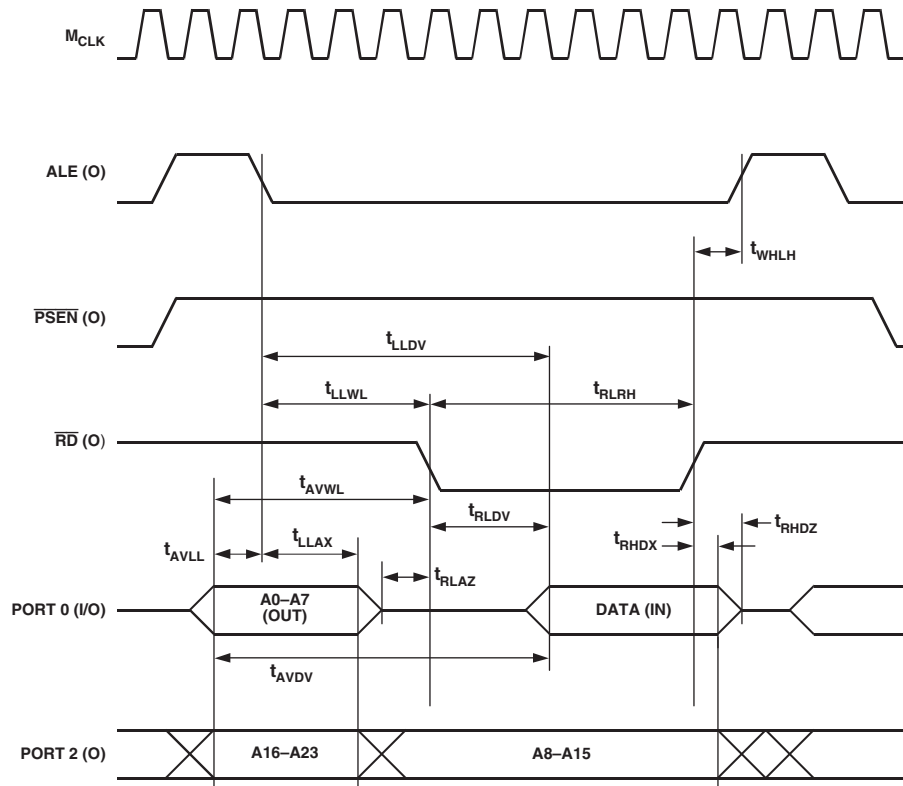 MCLK
ALE (O)
tWHLH
PSEN (O)
tLLDV
tLLWL
tRLRH
RD (O)
tAVWL
tRLDV
tRHDZ
tAVLL
tLLAX
tRHDX
tRLAZ
PORT 0 (I/O)
A0–A7
(OUT)
DATA (IN)
tAVDV
PORT 2 (O)
A16–A23
A8–A15